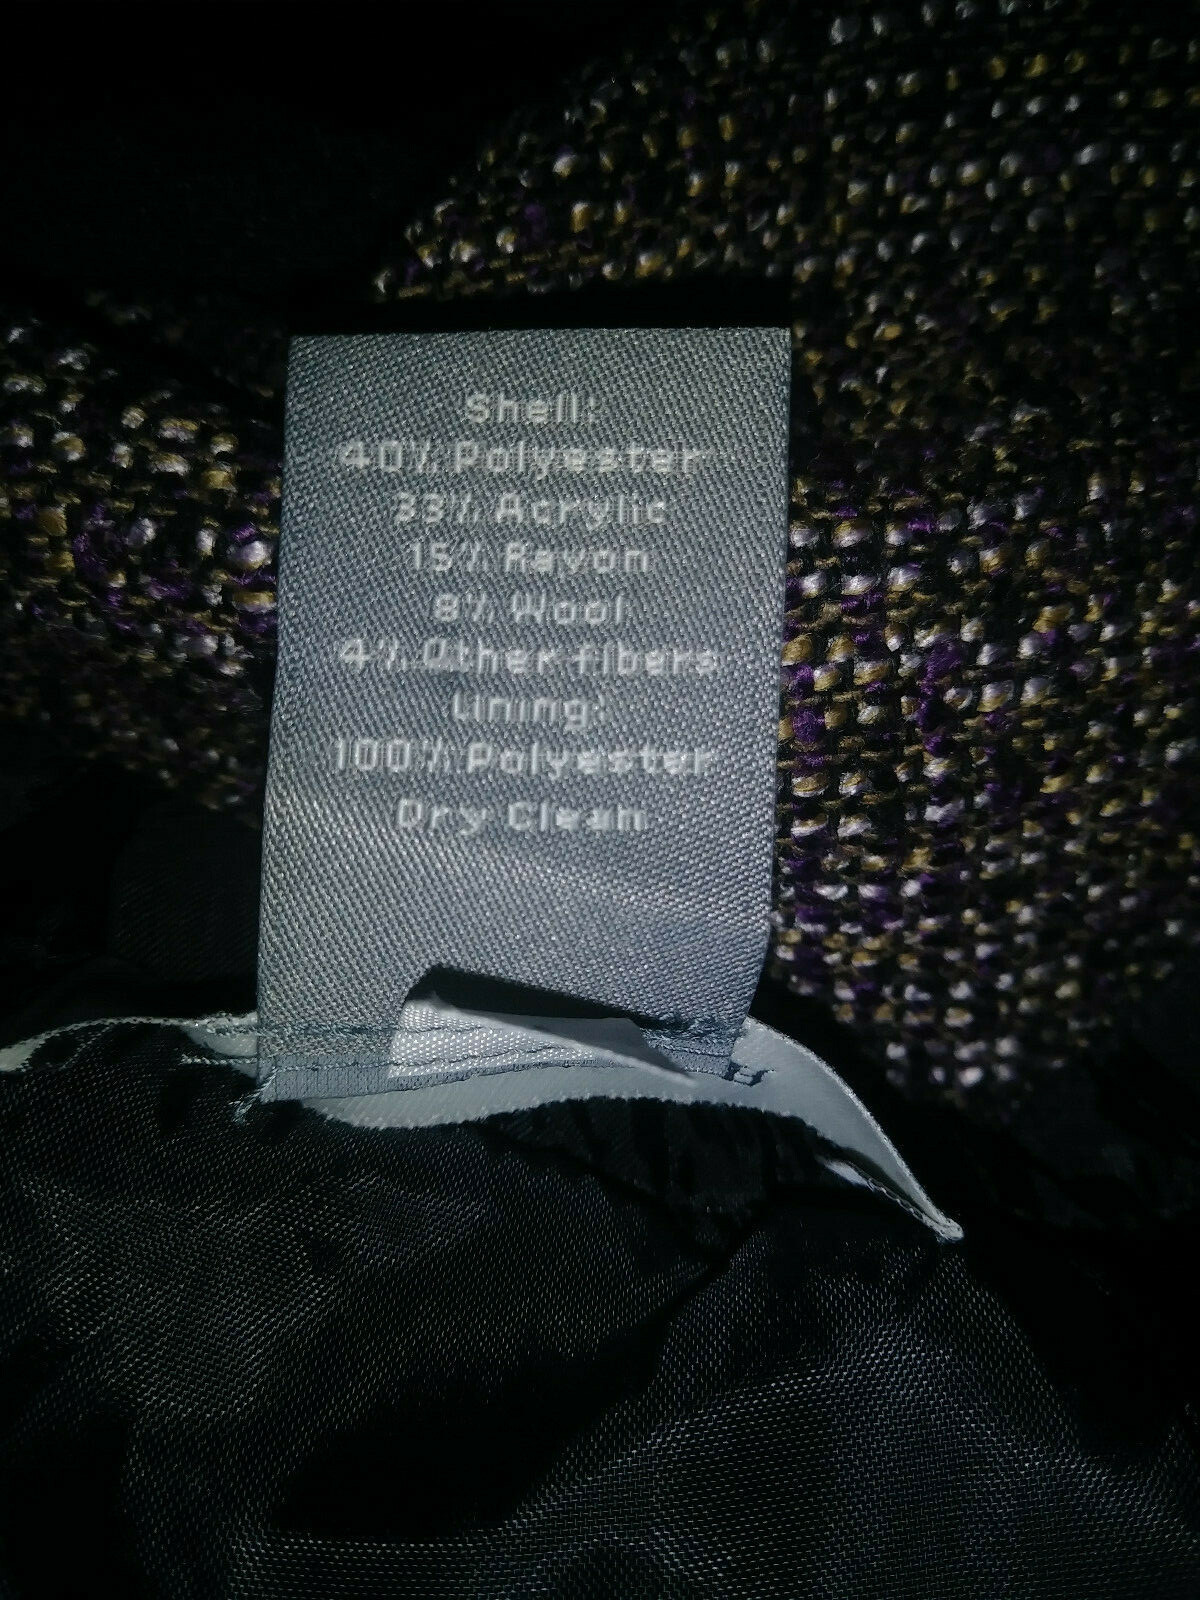 Shell:
40% Polyester
33% Acrylic
15% Rayon
8% Wool
4% Other fibers
Lining:
100% Polyester
Dry Clean